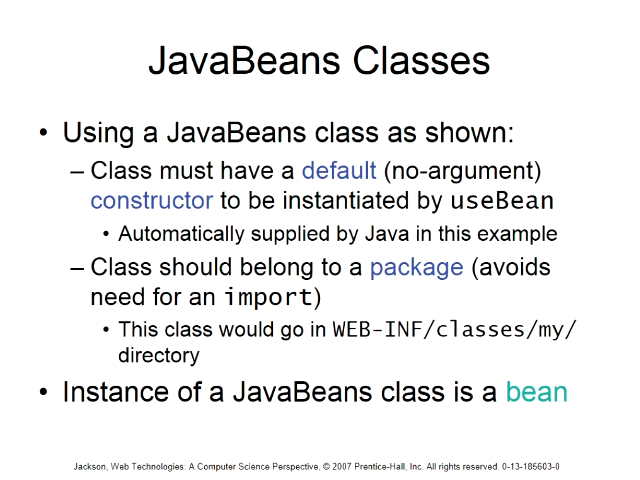 JavaBeans Classes
• Using a JavaBeans class as shown:
– Class must have a default (no-argument)
constructor to be instantiated by useBean
• Automatically supplied by Java in this example
– Class should belong to a package (avoids
need for an import)
• This class would go in WEB-INF/classes/my/
directory
• Instance of a JavaBeans class is a bean
Jackson, Web Technologies: A Computer Science Perspective, © 2007 Prentice-Hall, Inc. All rights reserved. 0-13-185603-0